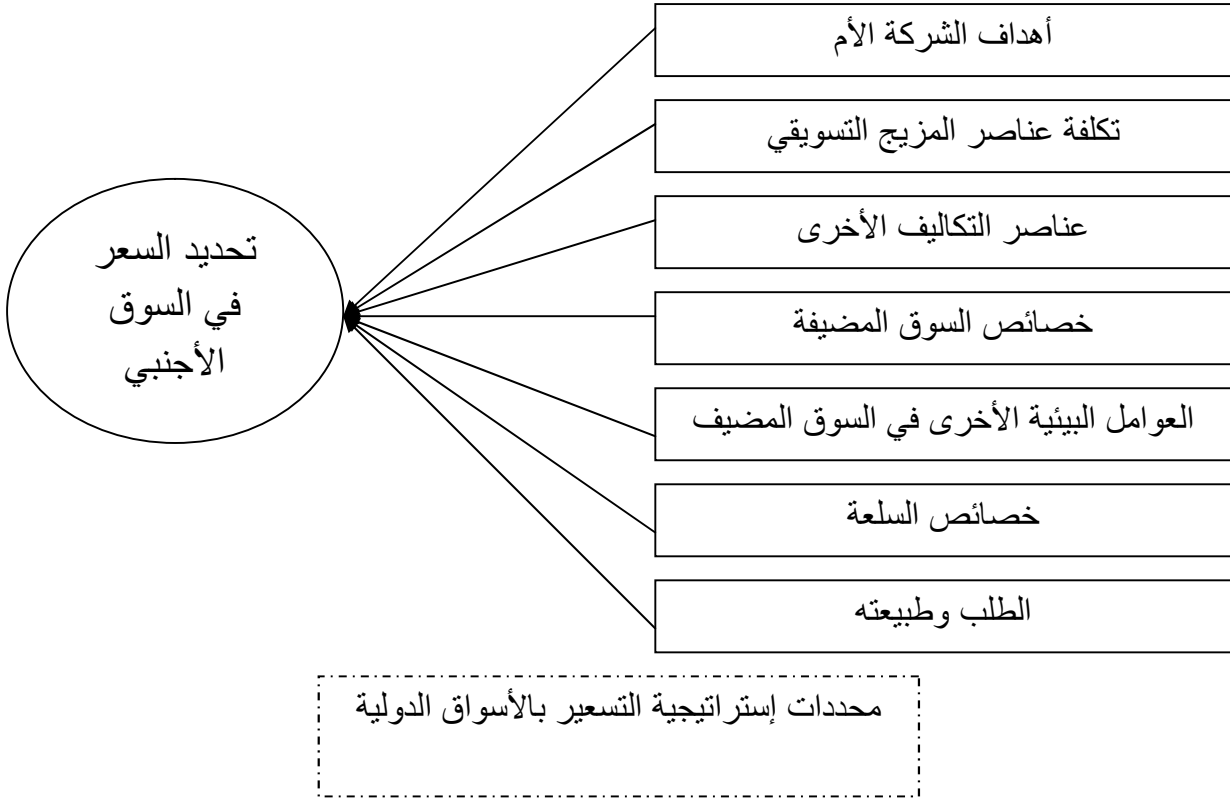 أهداف الشركة الأم
تكلفة عناصر المزيج التسويقي
عناصر التكاليف الأخرى
خصائص السوق المضيفة
العوامل البيئية الأخرى في السوق المضيف
خصائص السلعة
الطلب وطبيعته
تحديد السعر
في السوق
الأجنبي
محددات إستراتيجية التسعير بالأسواق الدولية